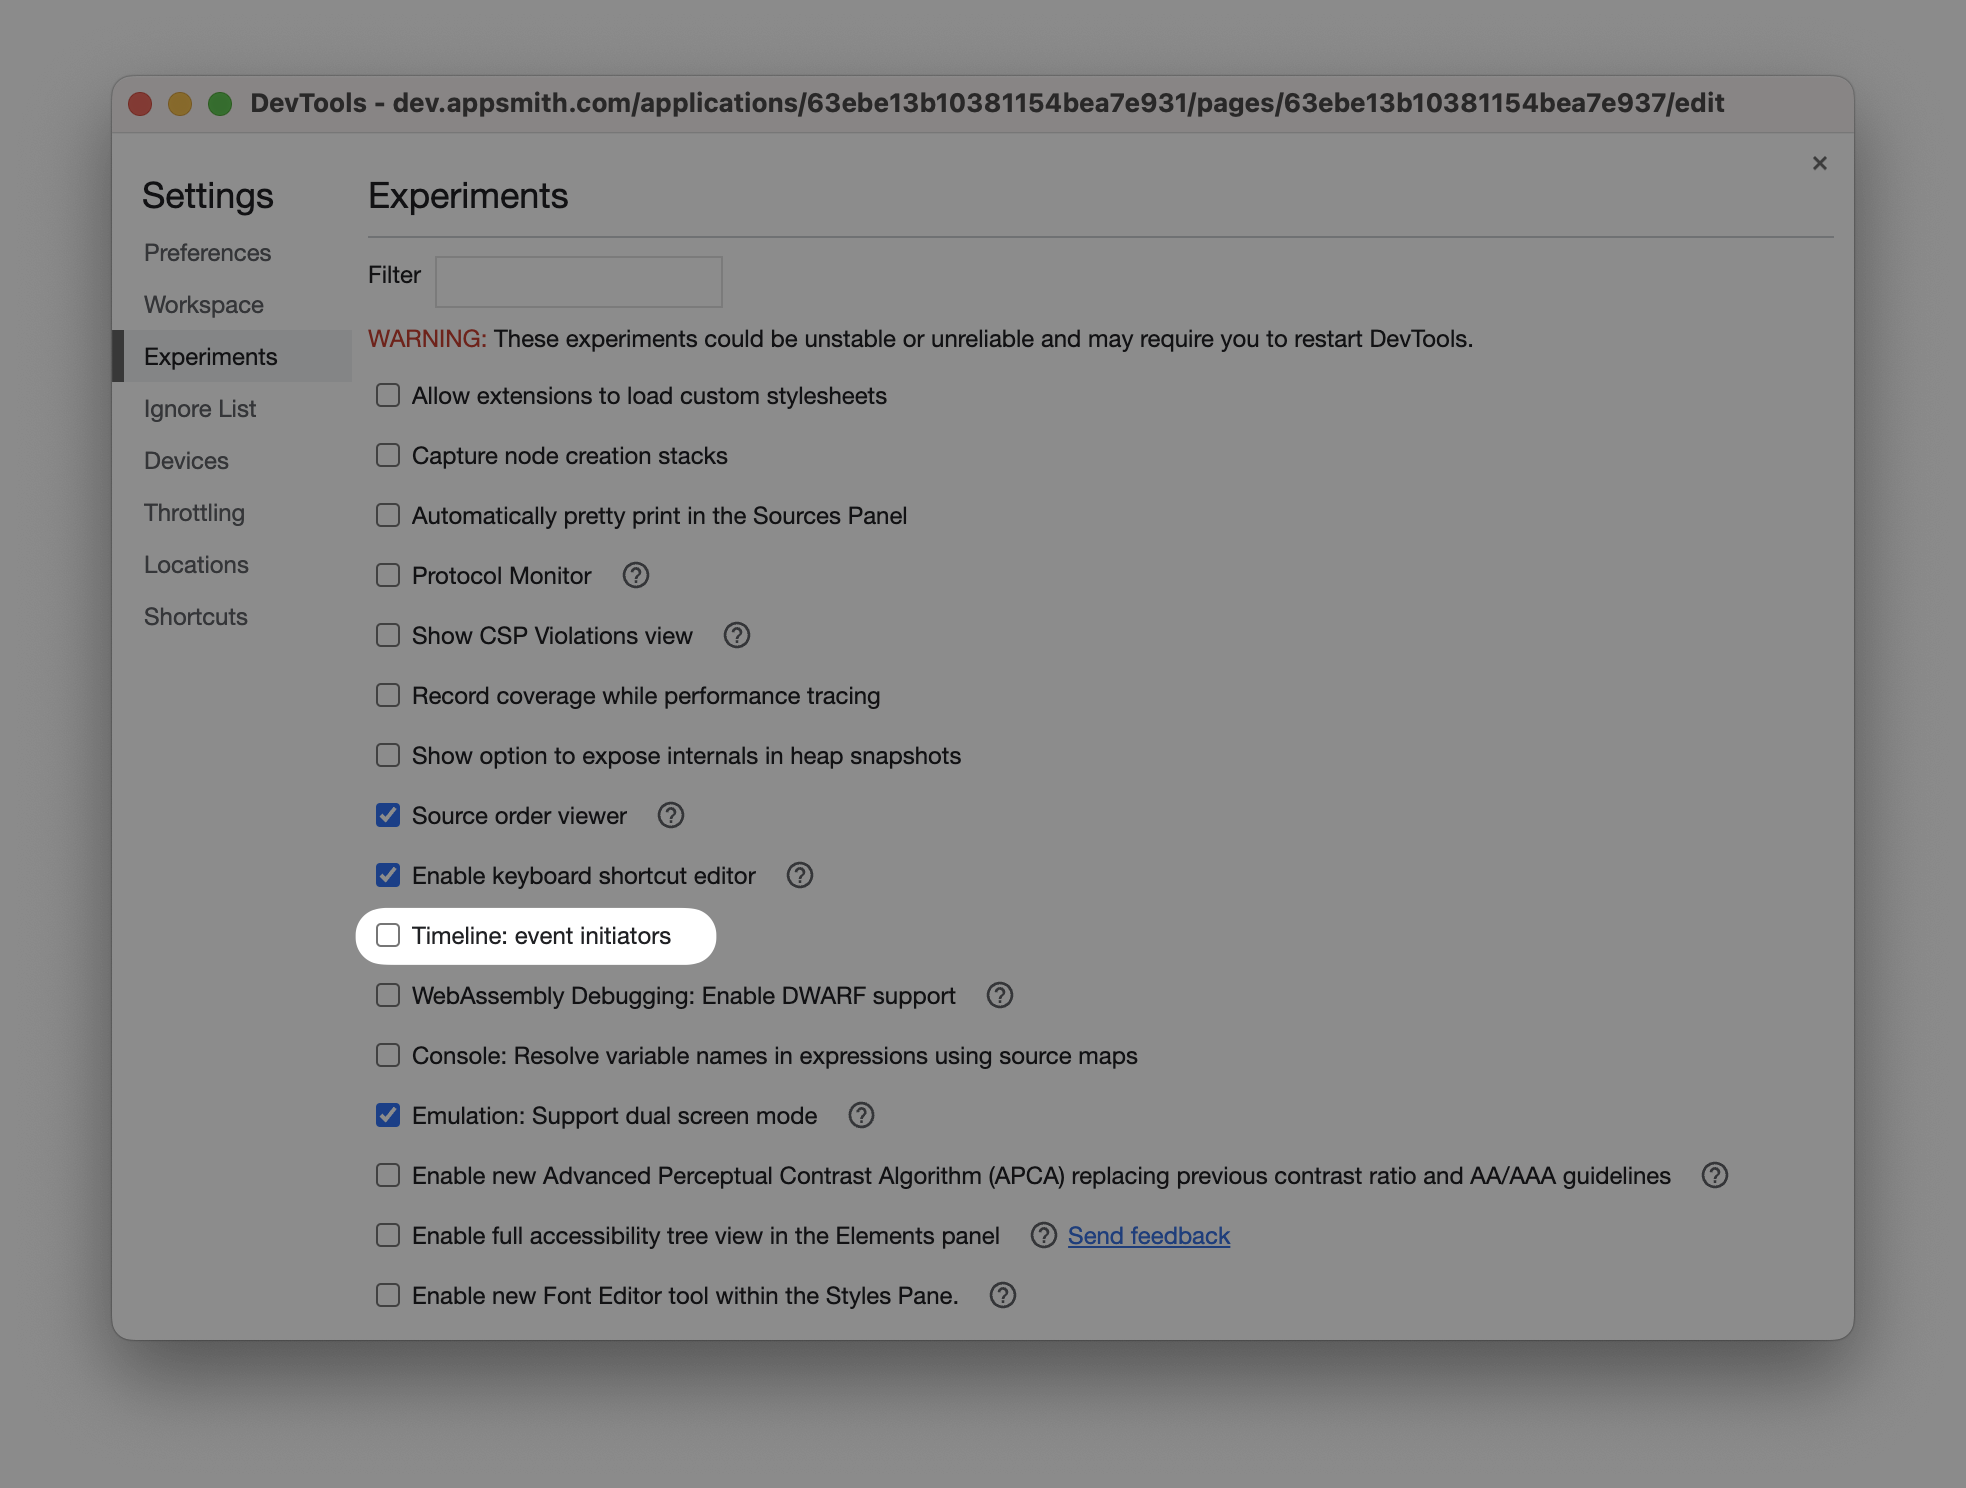 DevTools - dev.appsmith.com/applications/63ebe13b10381154bea7e931/pages/63ebe13b10381154bea7e937/edit
Settings
Preferences
Workspace
Experiments
Ignore List
Devices
Throttling
Locations
Shortcuts
Experiments
Filter
WARNING: These experiments could be unstable or unreliable and may require you to restart DevTools.
Allow extensions to load custom stylesheets
Capture node creation stacks
Automatically pretty print in the Sources Panel
Protocol Monitor
Show CSP Violations view
Record coverage while performance tracing
Show option to expose internals in heap snapshots
Source order viewer
Enable keyboard shortcut editor
Timeline: event initiators
WebAssembly Debugging: Enable DWARF support
Console: Resolve variable names in expressions using source maps
Emulation: Support dual screen mode
Enable new Advanced Perceptual Contrast Algorithm (APCA) replacing previous contrast ratio and AA/AAA guidelines
Enable full accessibility tree view in the Elements panel Send feedback
Enable new Font Editor tool within the Styles Pane.